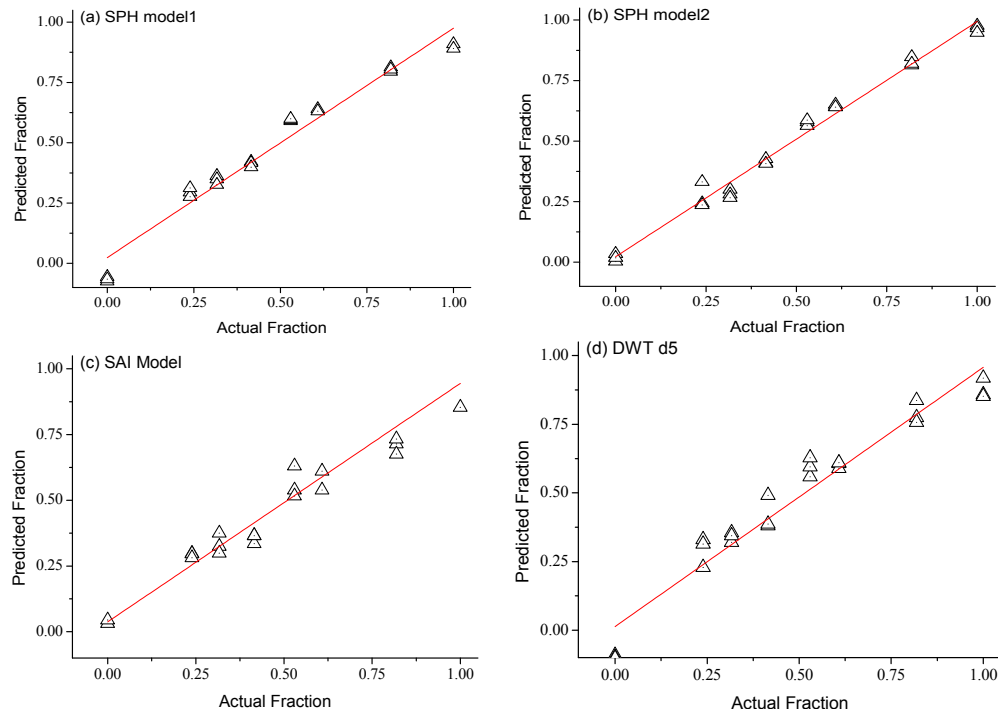 (a) SPH model1
1.00
0.75
0.50
0.25
0.00
Predicted Fraction
0.00 0.25 0.50 0.75 1.00
Actual Fraction
(b) SPH model2
1.00
0.75
0.50
0.25
0.00
Predicted Fraction
0.00 0.25 0.50 0.75 1.00
Actual Fraction
(c) SAI Model
1.00
0.75
0.50
0.25
0.00
Predicted Fraction
0.00 0.25 0.50 0.75 1.00
Actual Fraction
(d) DWT d5
1.00
0.75
0.50
0.25
0.00
Predicted Fraction
0.00 0.25 0.50 0.75 1.00
Actual Fraction